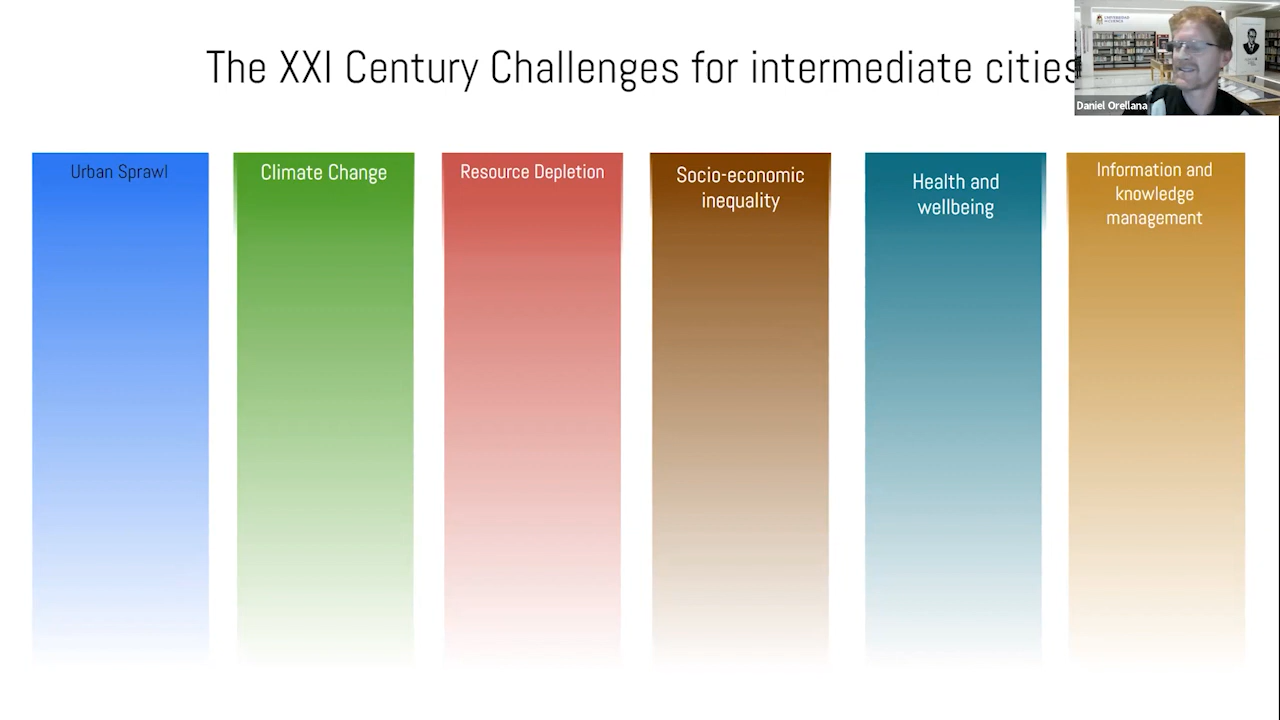 The XXI Century Challenges for intermediate cities
Daniel Orellana
Urban Sprawl
Climate Change
Resource Depletion
Socio-economic
inequality
Health and
wellbeing
Information and
knowledge
management